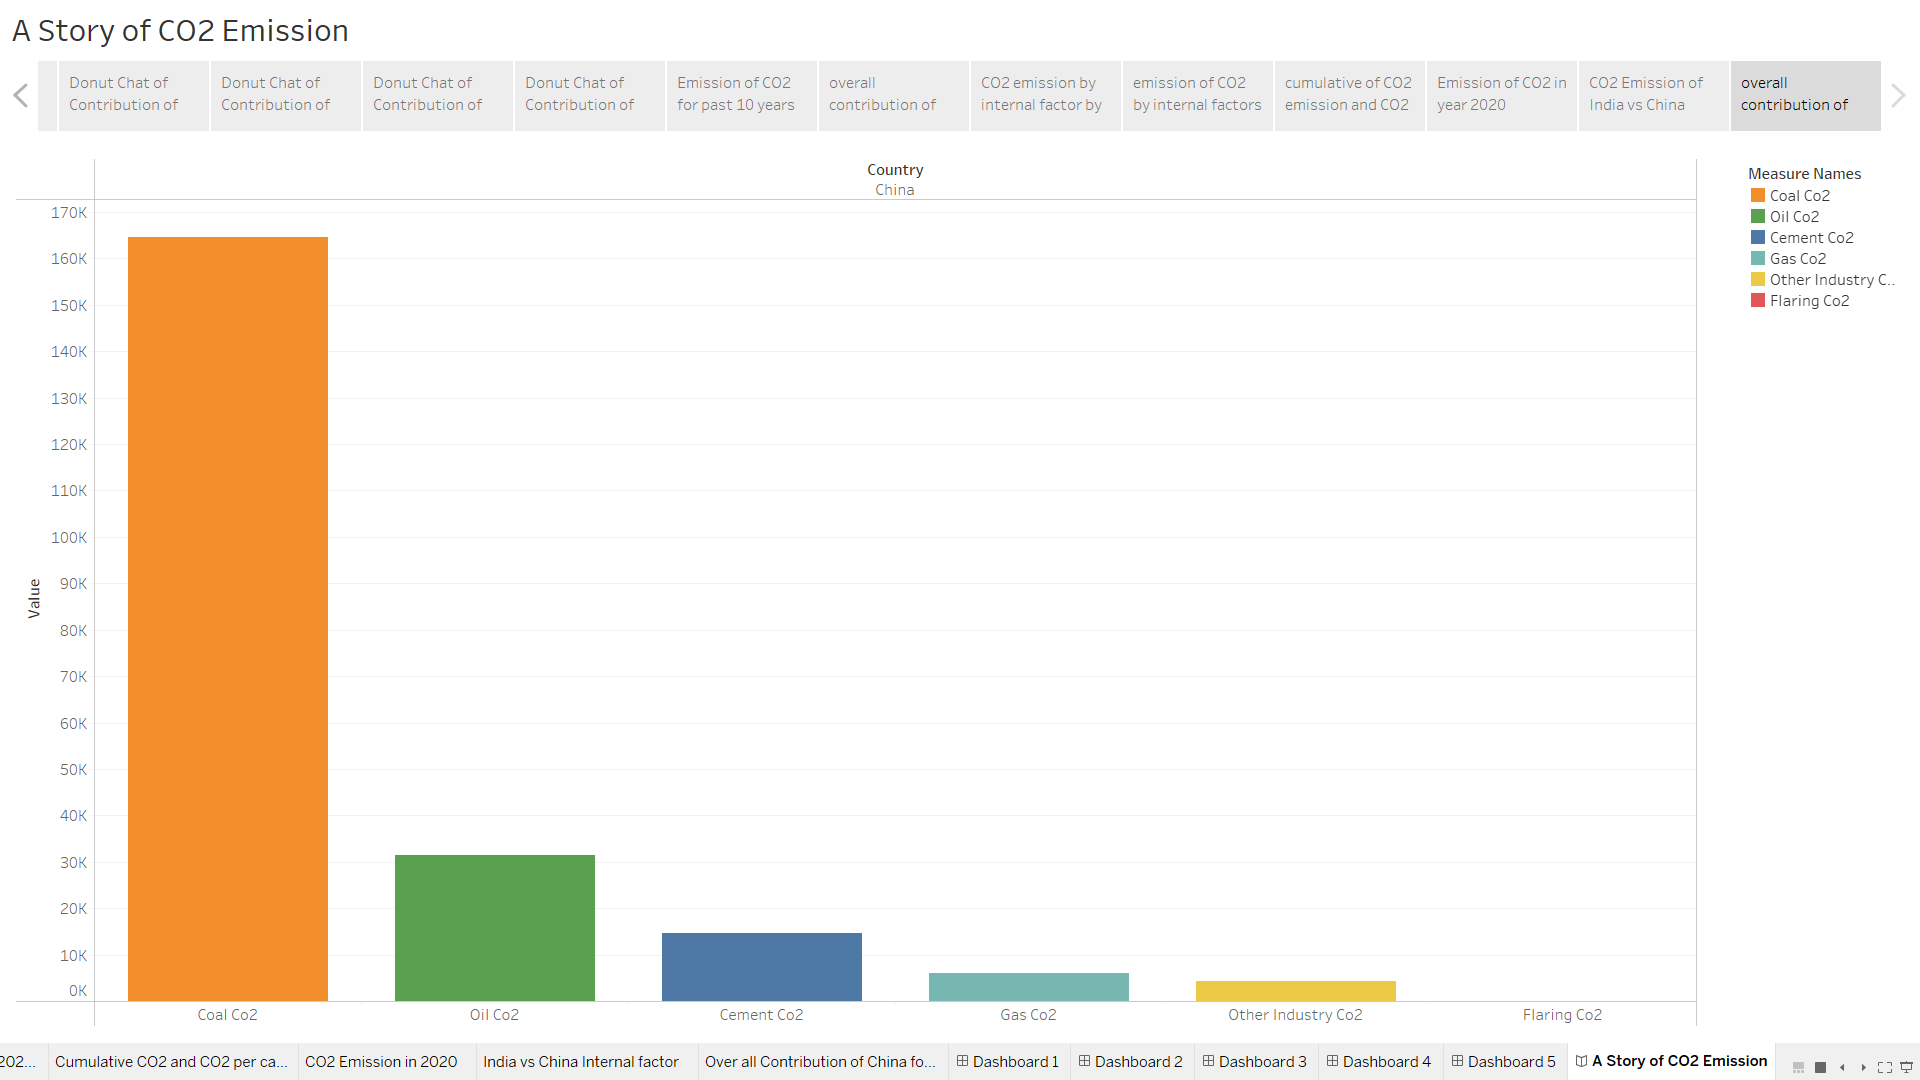 A Story of CO2 Emission
Donut Chat of
Contribution of
Donut Chat of
Contribution of
Donut Chat of
Contribution of
Donut Chat of
Contribution of
Emission of CO2
for past 10 years
overall
contribution of
CO2 emission by
internal factor by
emission of CO2
by internal factors
cumulative of CO2
emission and CO2
Emission of CO2 in
year 2020
CO2 Emission of
India vs China
overall
contribution of
Country
China
Measure Names
Coal Co2
Oil Co2
Cement Co2
Gas Co2
Other Industry C..
Flaring Co2
Value
170K
160K
150K
140K
130K
120K
110K
100K
90K
80K
70K
60K
50K
40K
30K
20K
10K
0K
Coal Co2
Oil Co2
Cement Co2
Gas Co2
Other Industry Co2
Flaring Co2
202...
Cumulative CO2 and CO2 per ca...
CO2 Emission in 2020
India vs China Internal factor
Over all Contribution of China fo...
Dashboard 1
Dashboard 2
Dashboard 3
Dashboard 4
Dashboard 5
A Story of CO2 Emission